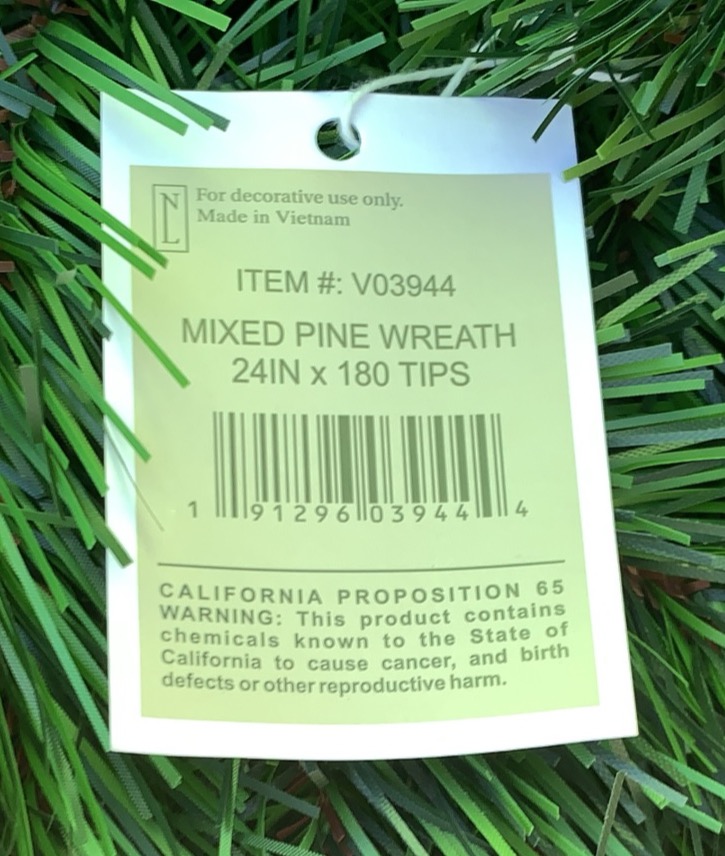 NL
For decorative use only.
Made in Vietnam
ITEM #: V03944
MIXED PINE WREATH
24IN x 180 TIPS
1 91296 03944 4
CALIFORNIA PROPOSITION 65
WARNING: This product contains
chemicals known to the State of
California to cause cancer, and birth
defects or other reproductive harm.